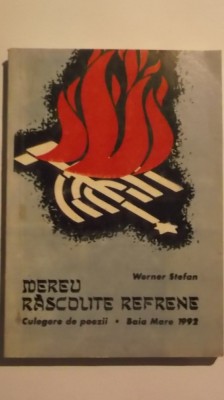 Werner Stefan
MEREU
RĂSCOLITE REFRENE
Culegere de poezii • Baia Mare 1992